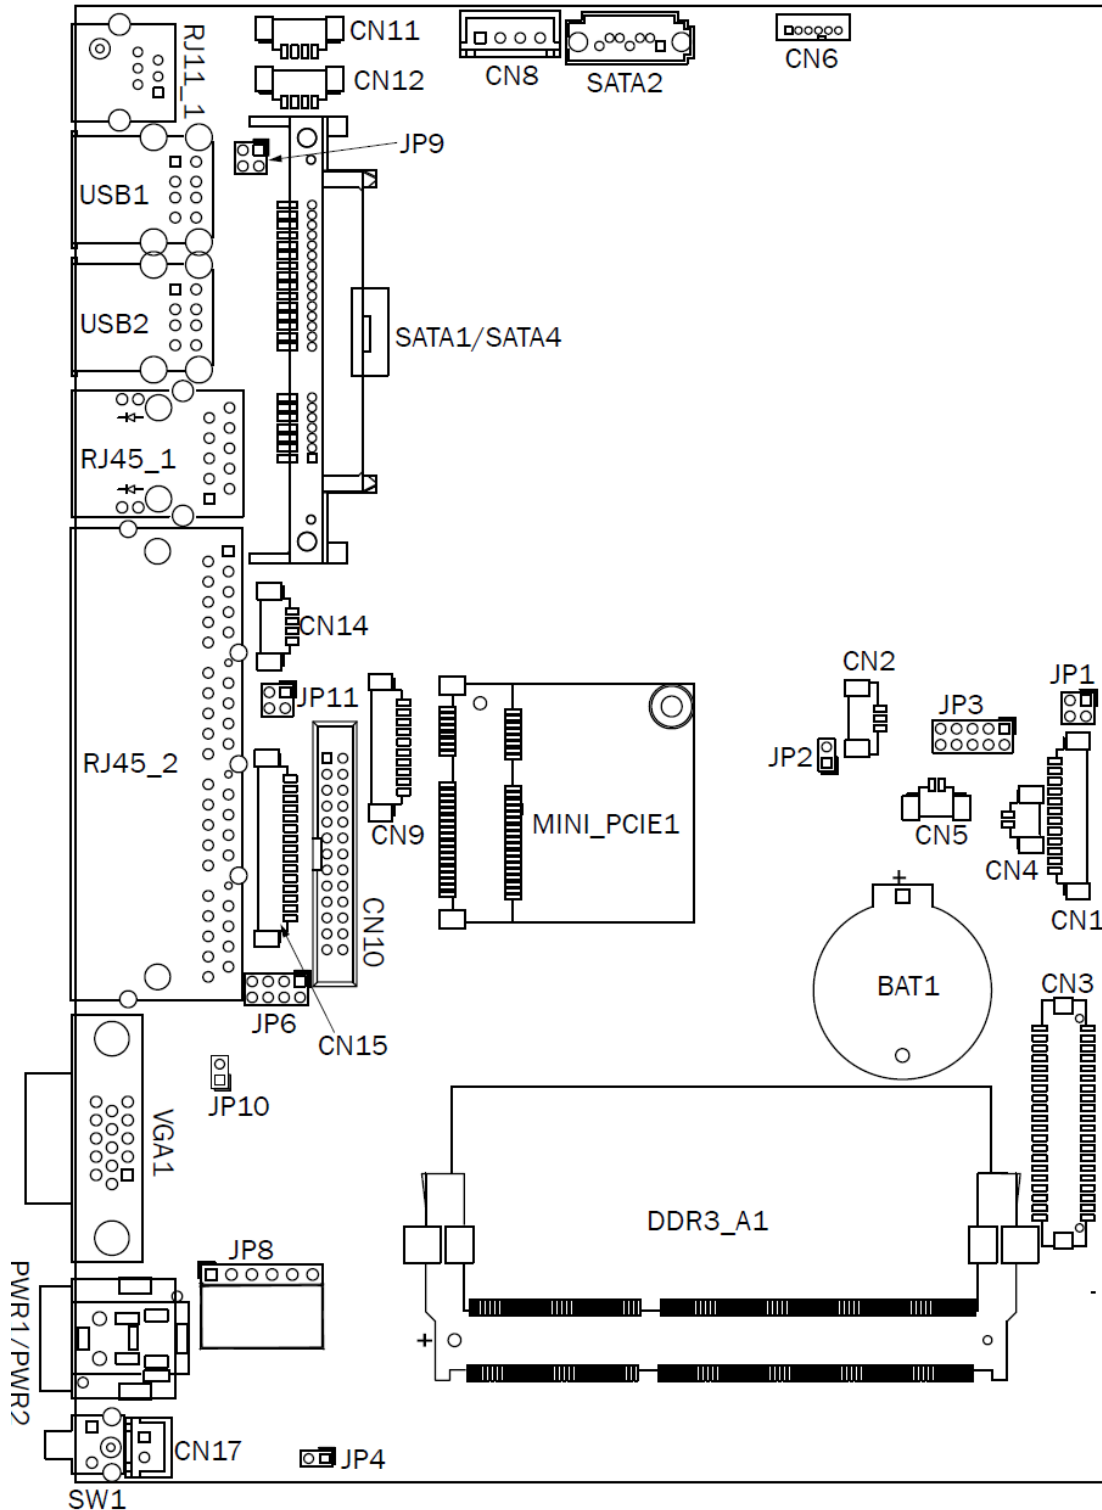 RJ11_1
CN11
CN12
CN8
SATA2
CN6
JP9
USB1
USB2
SATA1/SATA4
RJ45_1
CN14
JP11
CN2
JP1
JP3
JP2
RJ45_2
CN9
MINI_PCIE1
CN5
CN4
CN1
CN10
BAT1
CN3
JP6
CN15
JP10
VGA1
DDR3_A1
JP8
PWR1/PWR2
+
+
CN17
JP4
SW1